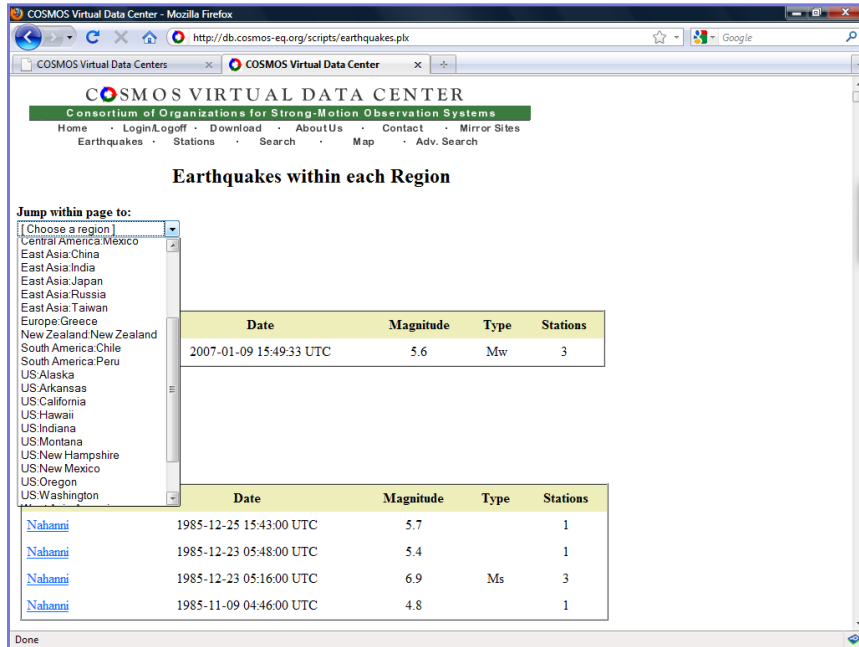 COSMOS Virtual Data Center - Mozilla Firefox
http://db.cosmos-eq.org/scripts/earthquakes.plx
Google
COSMOS Virtual Data Centers
COSMOS Virtual Data Center
COSMOS VIRTUAL DATA CENTER
Consortium of Organizations for Strong-Motion Observation Systems
Home · Login/Logoff · Download · About Us · Contact · Mirror Sites
Earthquakes · Stations · Search · Map · Adv. Search
Earthquakes within each Region
Jump within page to:
[ Choose a region ]
Central America:Mexico
East Asia:China
East Asia:India
East Asia:Japan
East Asia:Russia
East Asia:Taiwan
Europe:Greece
New Zealand:New Zealand
South America:Chile
South America:Peru
US:Alaska
US:Arkansas
US:California
US:Hawaii
US:Indiana
US:Montana
US:New Hampshire
US:New Mexico
US:Oregon
US:Washington
Date Magnitude Type Stations
2007-01-09 15:49:33 UTC 5.6 Mw 3
Date Magnitude Type Stations
Nahanni 1985-12-25 15:43:00 UTC 5.7 1
Nahanni 1985-12-23 05:48:00 UTC 5.4 1
Nahanni 1985-12-23 05:16:00 UTC 6.9 Ms 3
Nahanni 1985-11-09 04:46:00 UTC 4.8 1
Done